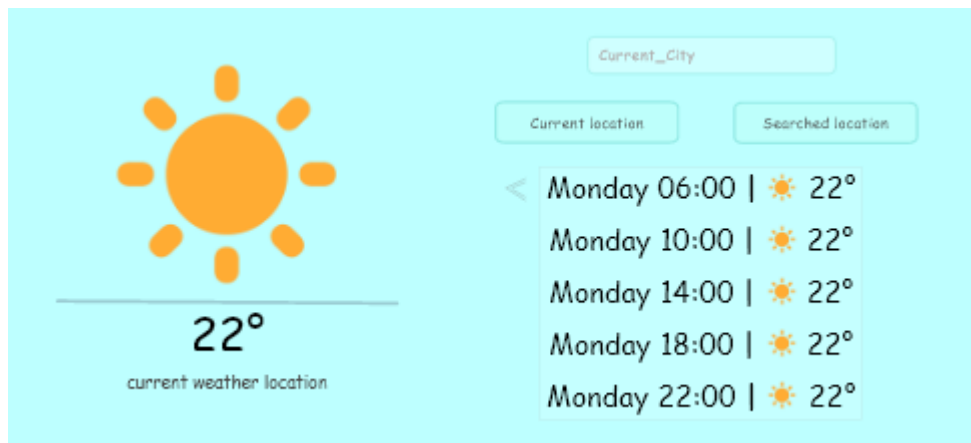 22°
current weather location
Current_City
Current location
Searched location
< Monday 06:00 | 22°
Monday 10:00 | 22°
Monday 14:00 | 22°
Monday 18:00 | 22°
Monday 22:00 | 22°